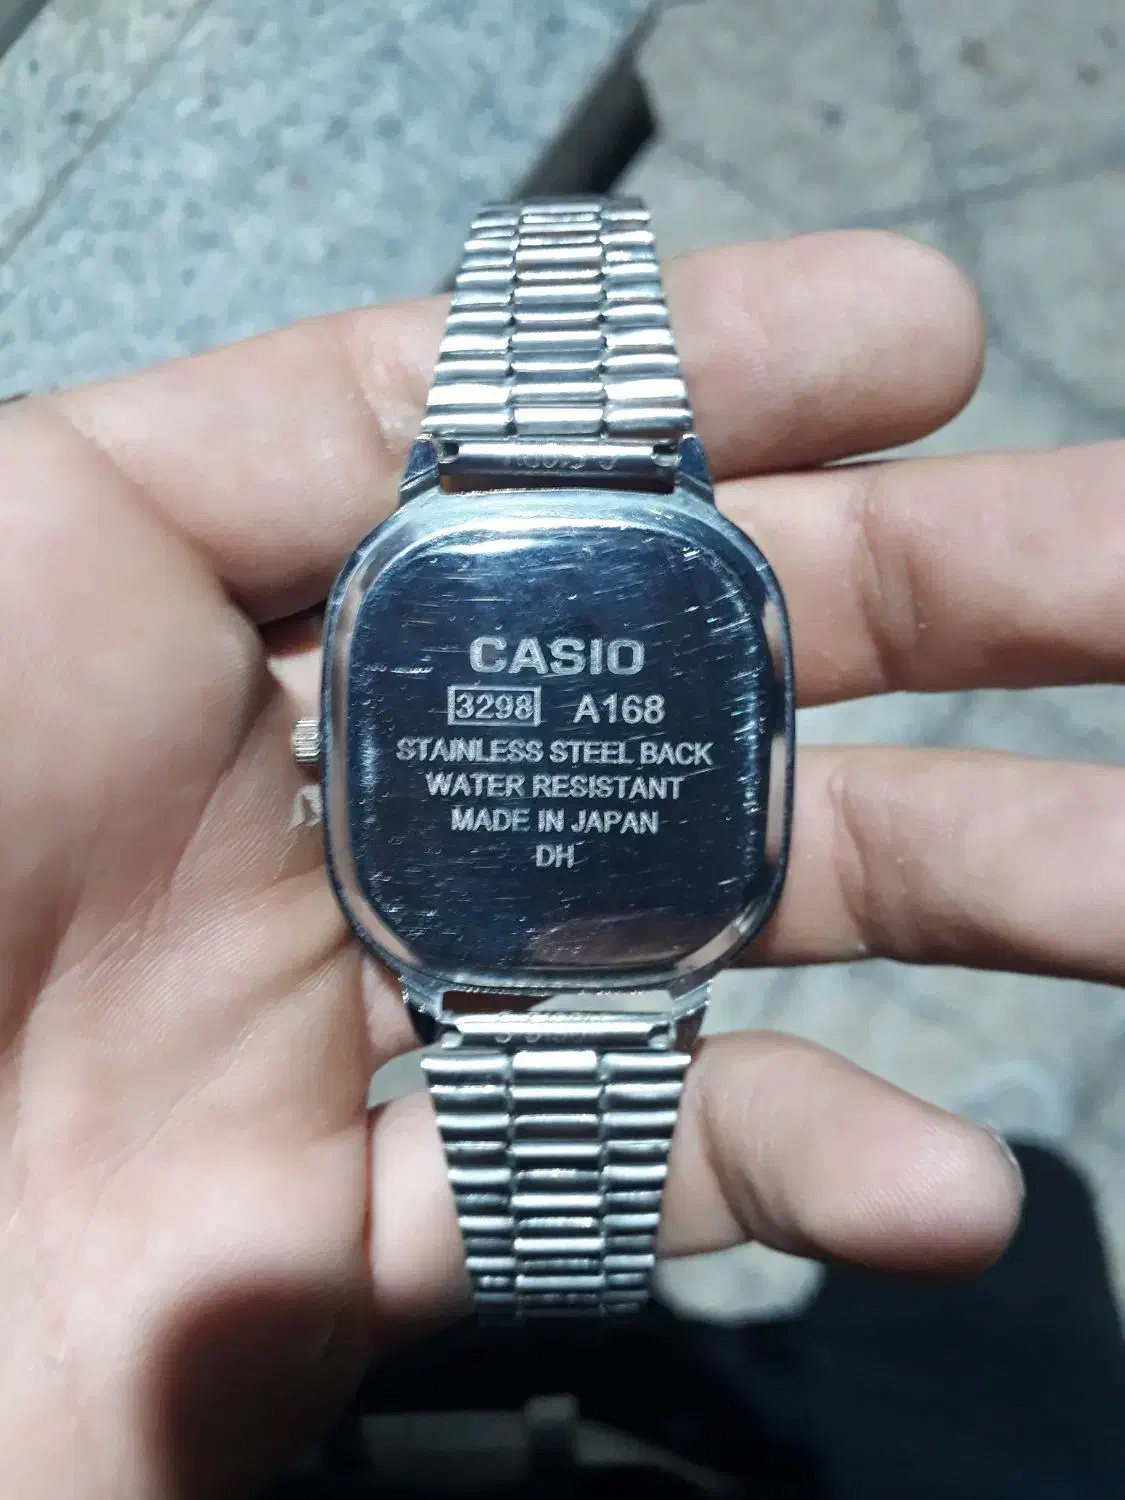 CASIO
3298 A168
STAINLESS STEEL BACK
WATER RESISTANT
MADE IN JAPAN
DH